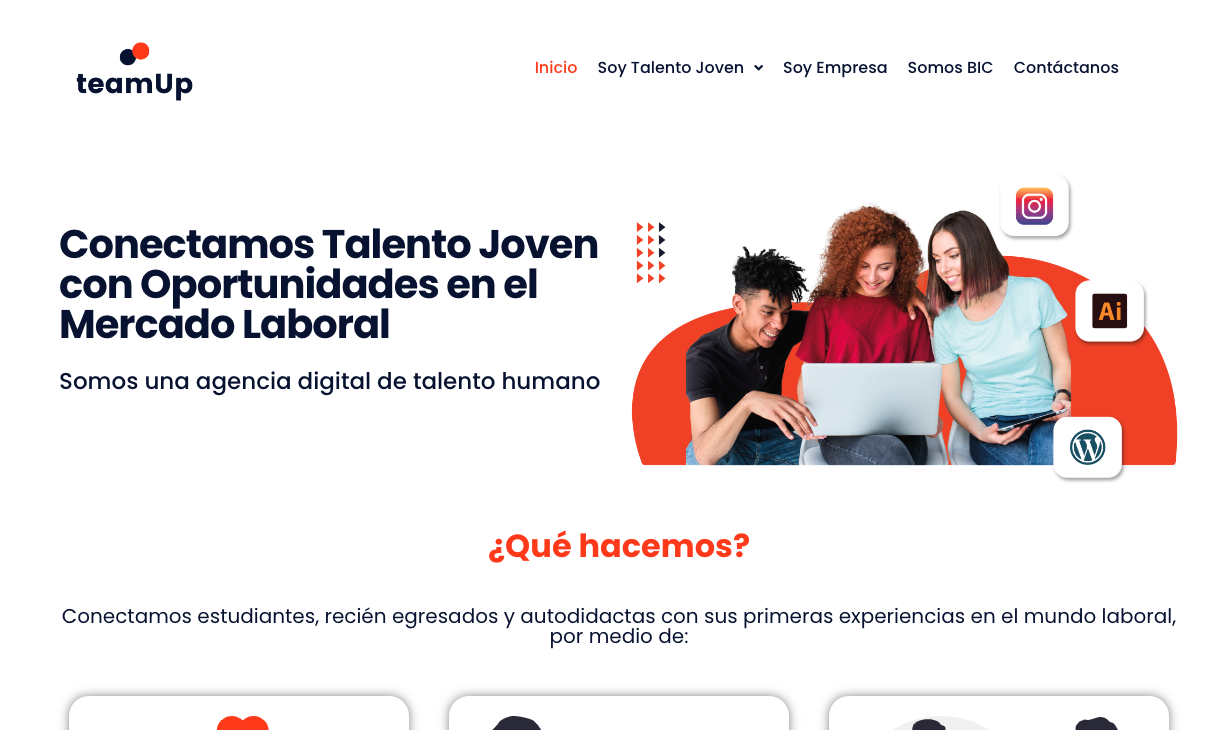 teamUp
Inicio Soy Talento Joven Soy Empresa Somos BIC Contáctanos
Conectamos Talento Joven
con Oportunidades en el
Mercado Laboral
Somos una agencia digital de talento humano
Ai
¿Qué hacemos?
Conectamos estudiantes, recién egresados y autodidactas con sus primeras experiencias en el mundo laboral,
por medio de: